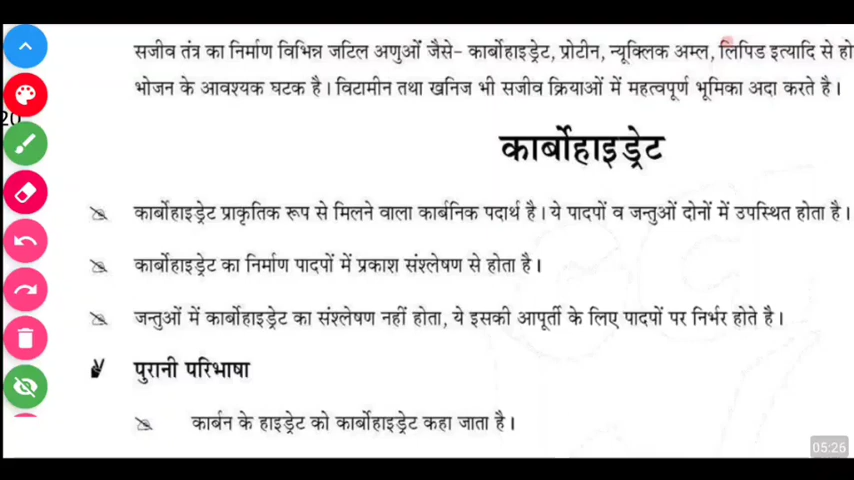 सजीव तंत्र का निर्माण विभिन्न जटिल अणुओं जैसे– कार्बोहाइड्रेट, प्रोटीन, न्यूक्लिक अम्ल, लिपिड इत्यादि से हो
भोजन के आवश्यक घटक है। विटामीन तथा खनिज भी सजीव क्रियाओं में महत्वपूर्ण भूमिका अदा करते है।
20
कार्बोहाइड्रेट
कार्बोहाइड्रेट प्राकृतिक रूप से मिलने वाला कार्बनिक पदार्थ है। ये पादपों व जन्तुओं दोनों में उपस्थित होता है।
कार्बोहाइड्रेट का निर्माण पादपों में प्रकाश संश्लेषण से होता है।
जन्तुओं में कार्बोहाइड्रेट का संश्लेषण नहीं होता, ये इसकी आपूर्ती के लिए पादपों पर निर्भर होते है।
पुरानी परिभाषा
कार्बन के हाइड्रेट को कार्बोहाइड्रेट कहा जाता है।
05:26